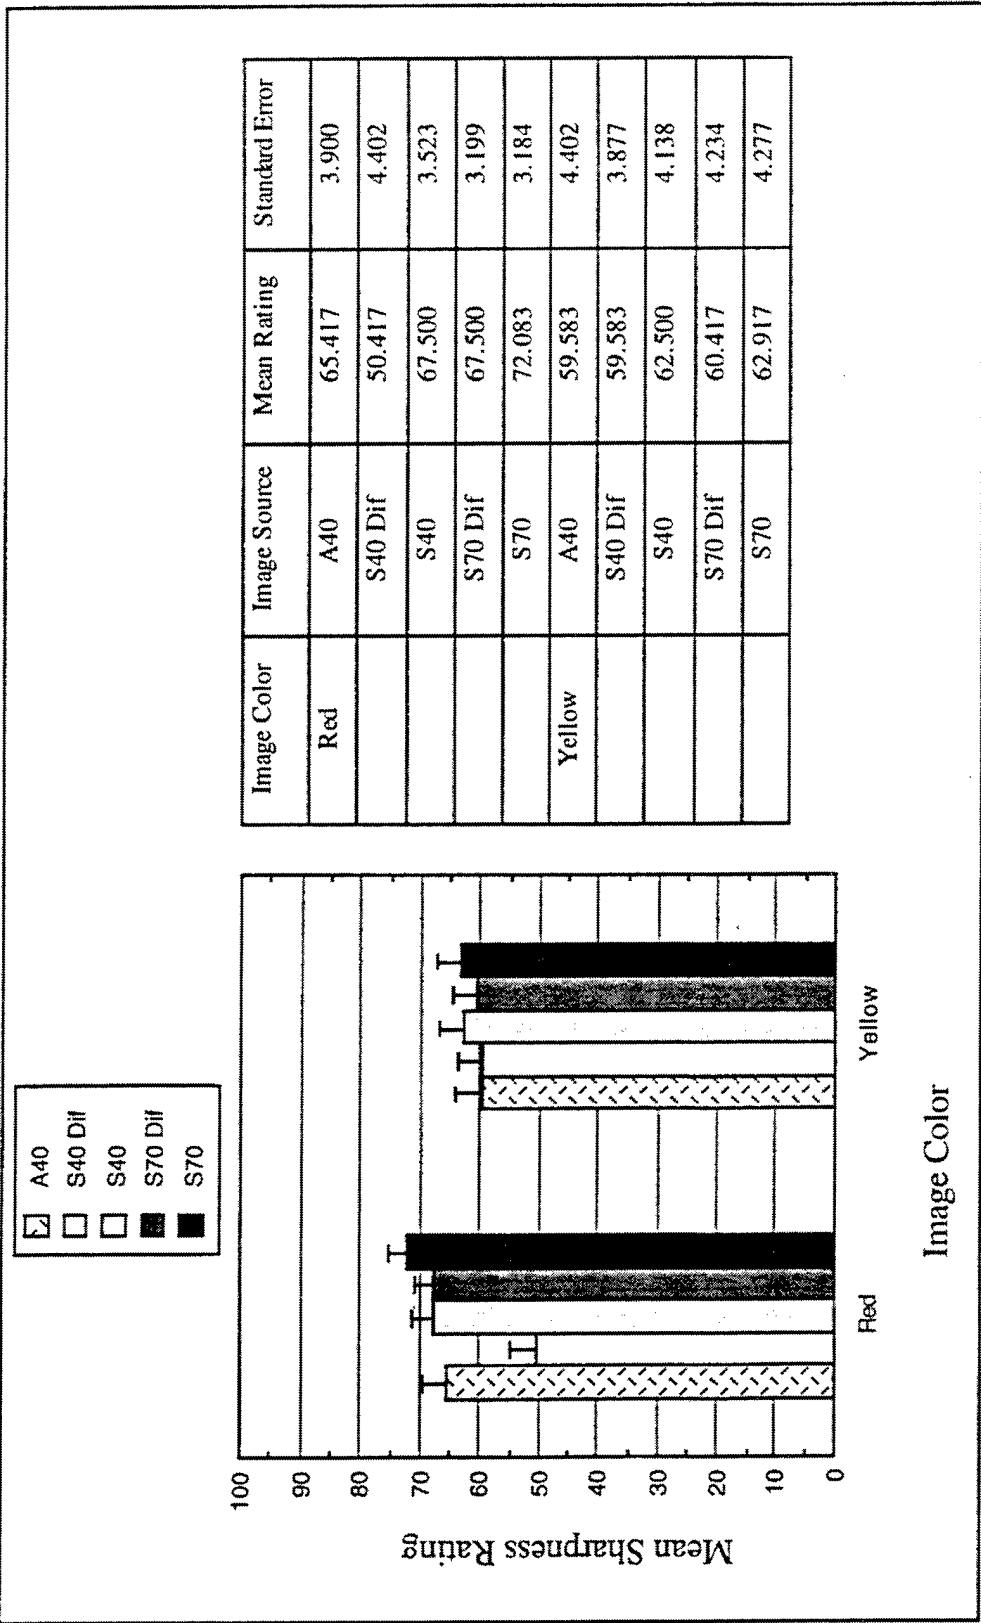 A40
S40 Dif
S40
S70 Dif
S70
Mean Sharpness Rating
100
90
80
70
60
50
40
30
20
10
0
Red
Yellow
Image Color
Image Color Image Source Mean Rating Standard Error
Red A40 65.417 3.900
S40 Dif 50.417 4.402
S40 67.500 3.523
S70 Dif 67.500 3.199
S70 72.083 3.184
Yellow A40 59.583 4.402
S40 Dif 59.583 3.877
S40 62.500 4.138
S70 Dif 60.417 4.234
S70 62.917 4.277